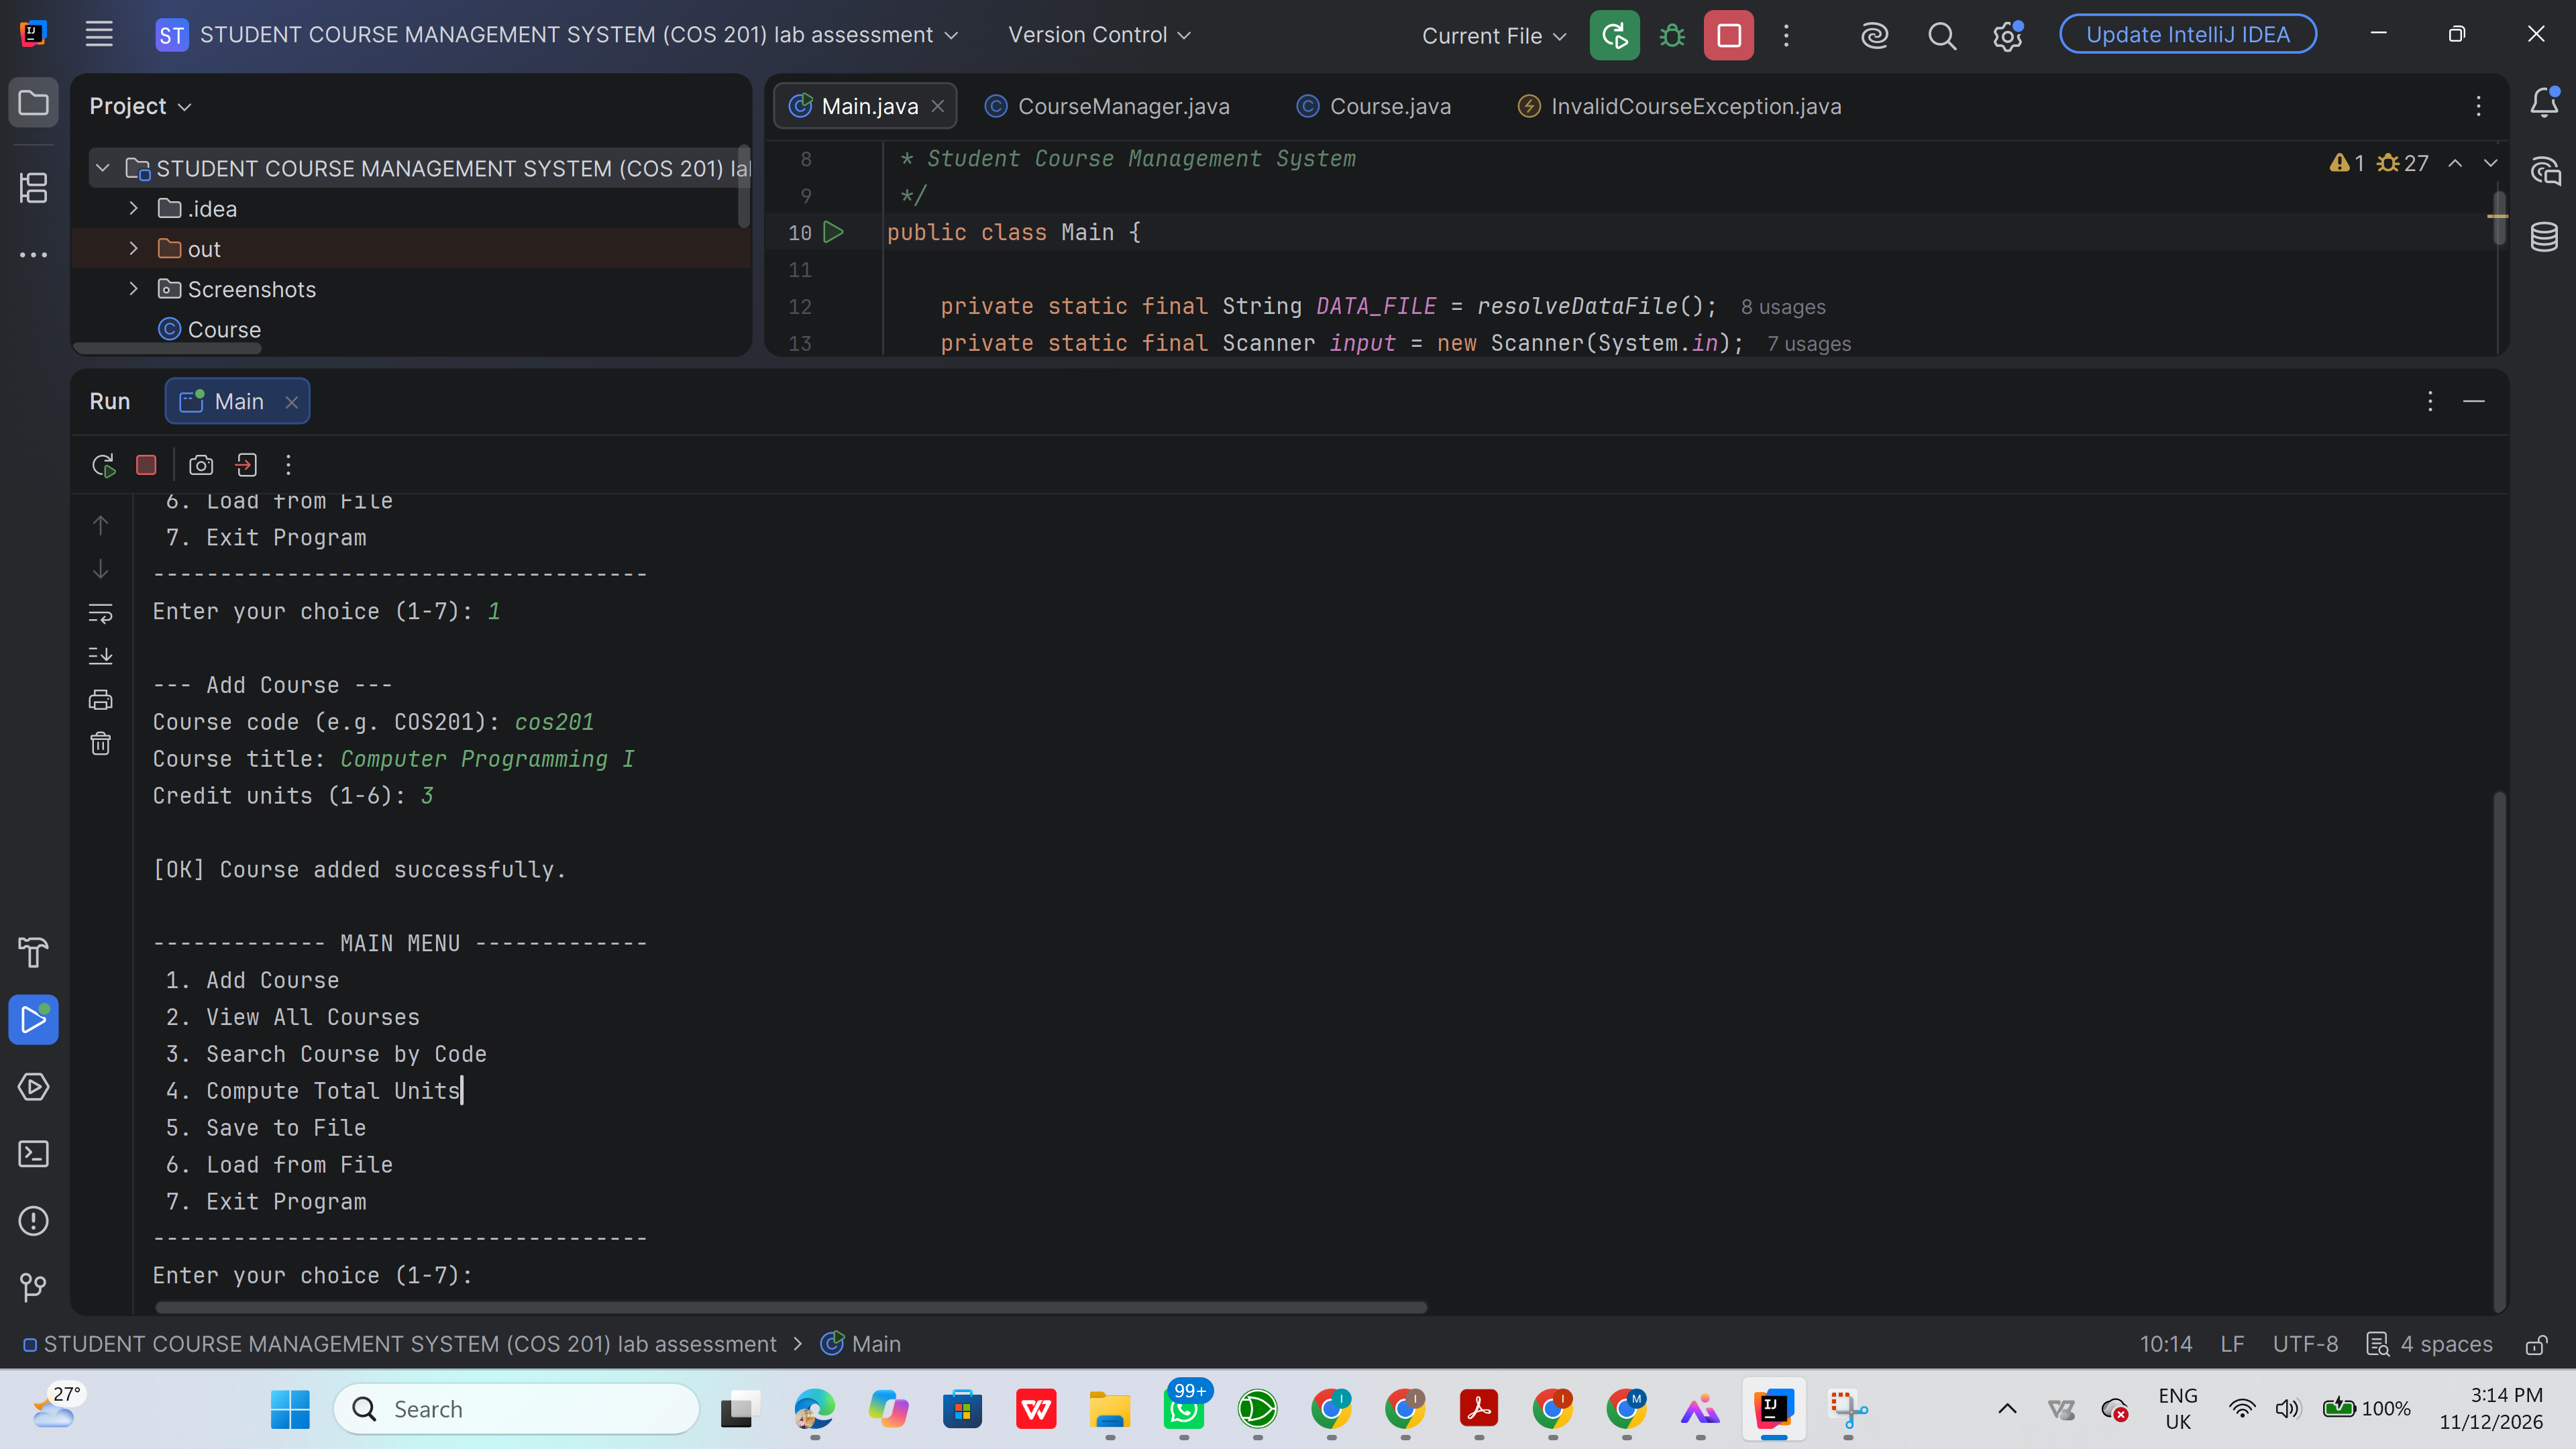 ST STUDENT COURSE MANAGEMENT SYSTEM (COS 201) lab assessment Version Control Current File Update IntelliJ IDEA
Project
STUDENT COURSE MANAGEMENT SYSTEM (COS 201) la
.idea
out
Screenshots
Course
Main.java CourseManager.java Course.java InvalidCourseException.java
8 * Student Course Management System
1 27
9 */
10 public class Main {
11
12 private static final String DATA_FILE = resolveDataFile(); 8 usages
13 private static final Scanner input = new Scanner(System.in); 7 usages
Run Main
6. Load from File
7. Exit Program
-------------------------------------
Enter your choice (1-7): 1
--- Add Course ---
Course code (e.g. COS201): cos201
Course title: Computer Programming I
Credit units (1-6): 3
[OK] Course added successfully.
------------- MAIN MENU -------------
1. Add Course
2. View All Courses
3. Search Course by Code
4. Compute Total Units
5. Save to File
6. Load from File
7. Exit Program
-------------------------------------
Enter your choice (1-7):
STUDENT COURSE MANAGEMENT SYSTEM (COS 201) lab assessment > Main 10:14 LF UTF-8 4 spaces
27°
Search
99+
ENG
UK
100%
3:14 PM
11/12/2026